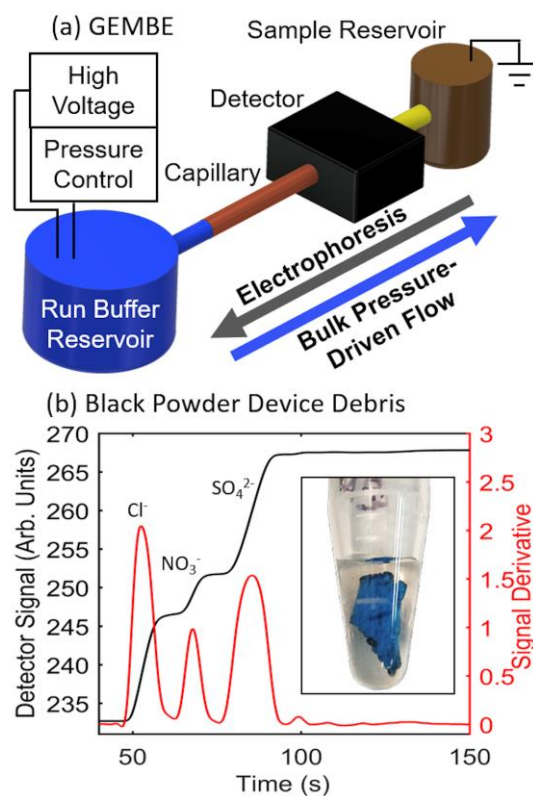 (a) GEMBE
Sample Reservoir
High
Voltage
Detector
Pressure
Control
Capillary
Electrophoresis
Bulk Pressure-
Driven Flow
Run Buffer
Reservoir
(b) Black Powder Device Debris
Detector Signal (Arb. Units)
270
265
260
255
250
245
240
235
Cl⁻
NO₃⁻
SO₄²⁻
3
2.5
2
1.5
1
0.5
0
Signal Derivative
50
100
150
Time (s)